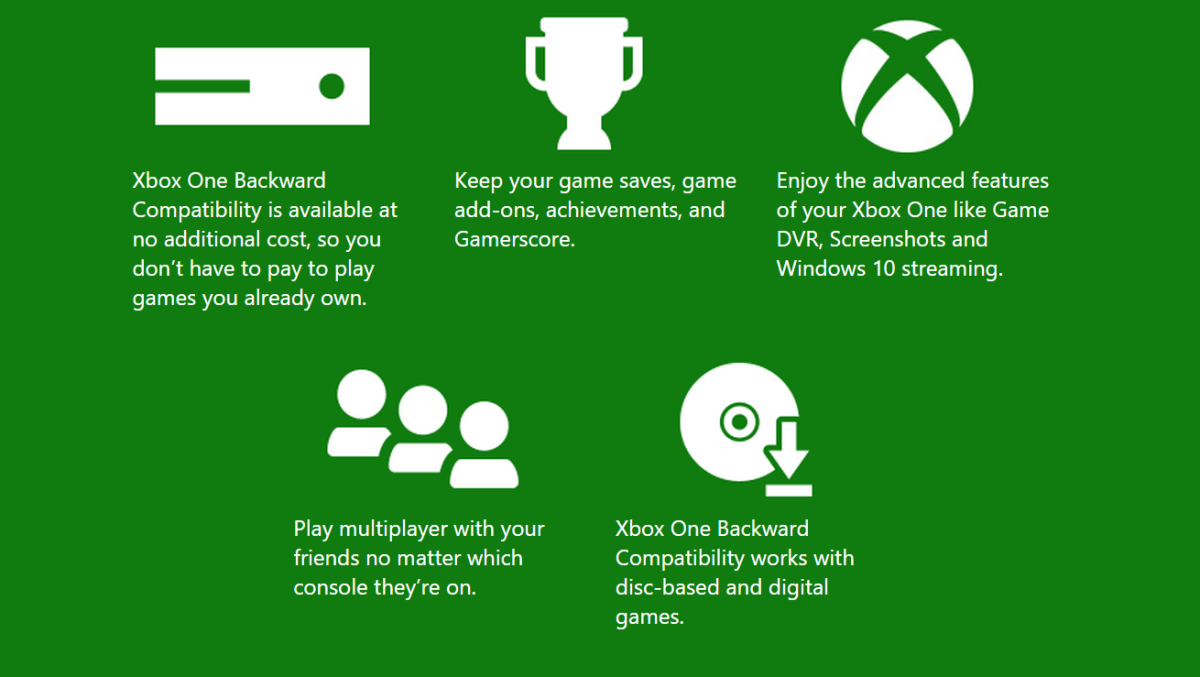 Xbox One Backward
Compatibility is available at
no additional cost, so you
don’t have to pay to play
games you already own.
Keep your game saves, game
add-ons, achievements, and
Gamerscore.
Enjoy the advanced features
of your Xbox One like Game
DVR, Screenshots and
Windows 10 streaming.
Play multiplayer with your
friends no matter which
console they’re on.
Xbox One Backward
Compatibility works with
disc-based and digital
games.